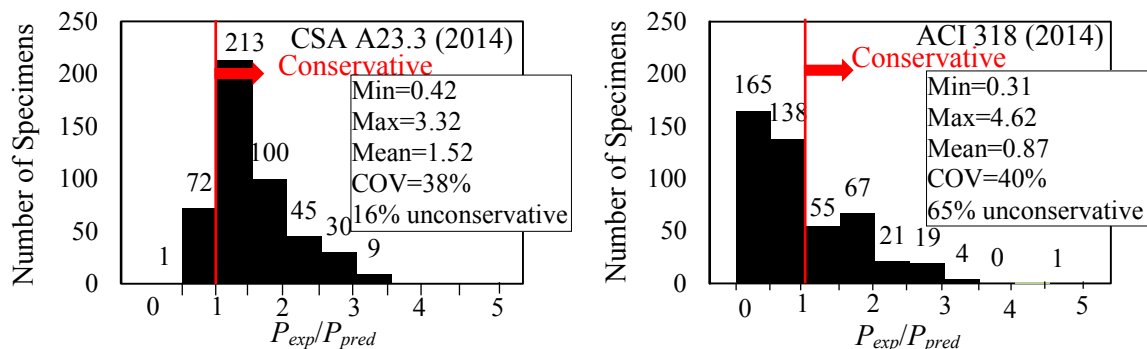 CSA A23.3 (2014)
Conservative
Min=0.42
Max=3.32
Mean=1.52
COV=38%
16% unconservative
250
200
150
100
50
0
Number of Specimens
1
72
213
100
45
30
9
0
1
2
3
4
5
P_exp/P_pred
ACI 318 (2014)
Conservative
Min=0.31
Max=4.62
Mean=0.87
COV=40%
65% unconservative
250
200
150
100
50
0
Number of Specimens
165
138
55
67
21
19
4
0
1
0
1
2
3
4
5
P_exp/P_pred